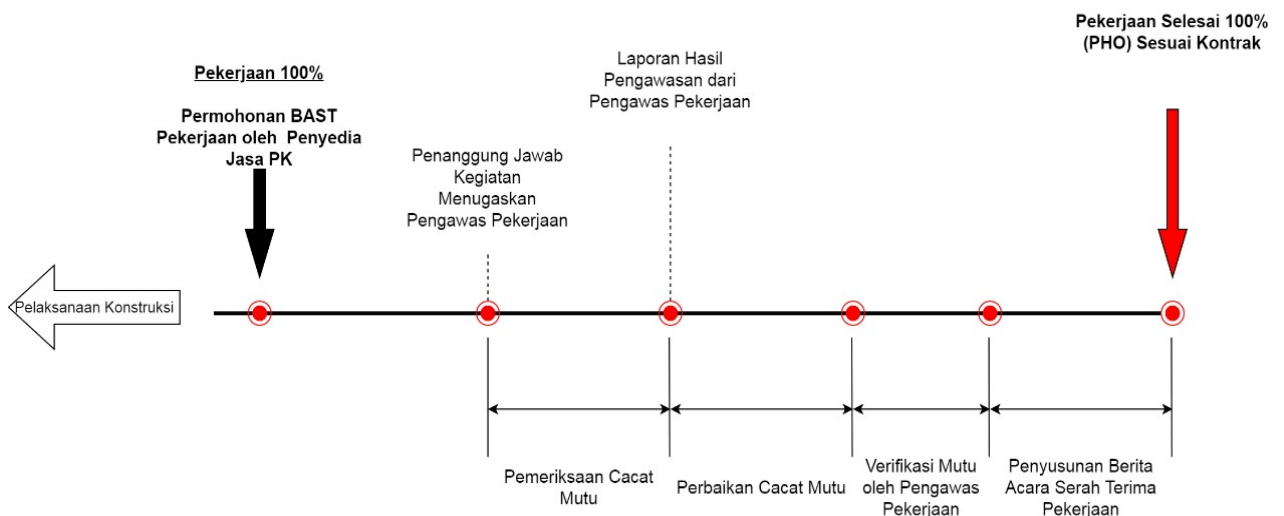 Pekerjaan Selesai 100%
(PHO) Sesuai Kontrak
Laporan Hasil
Pengawasan dari
Pengawas Pekerjaan
Pekerjaan 100%
Permohonan BAST
Pekerjaan oleh Penyedia
Jasa PK
Penanggung Jawab
Kegiatan
Menugaskan
Pengawas Pekerjaan
Pelaksanaan Konstruksi
Pemeriksaan Cacat
Mutu
Perbaikan Cacat Mutu
Verifikasi Mutu
oleh Pengawas
Pekerjaan
Penyusunan Berita
Acara Serah Terima
Pekerjaan